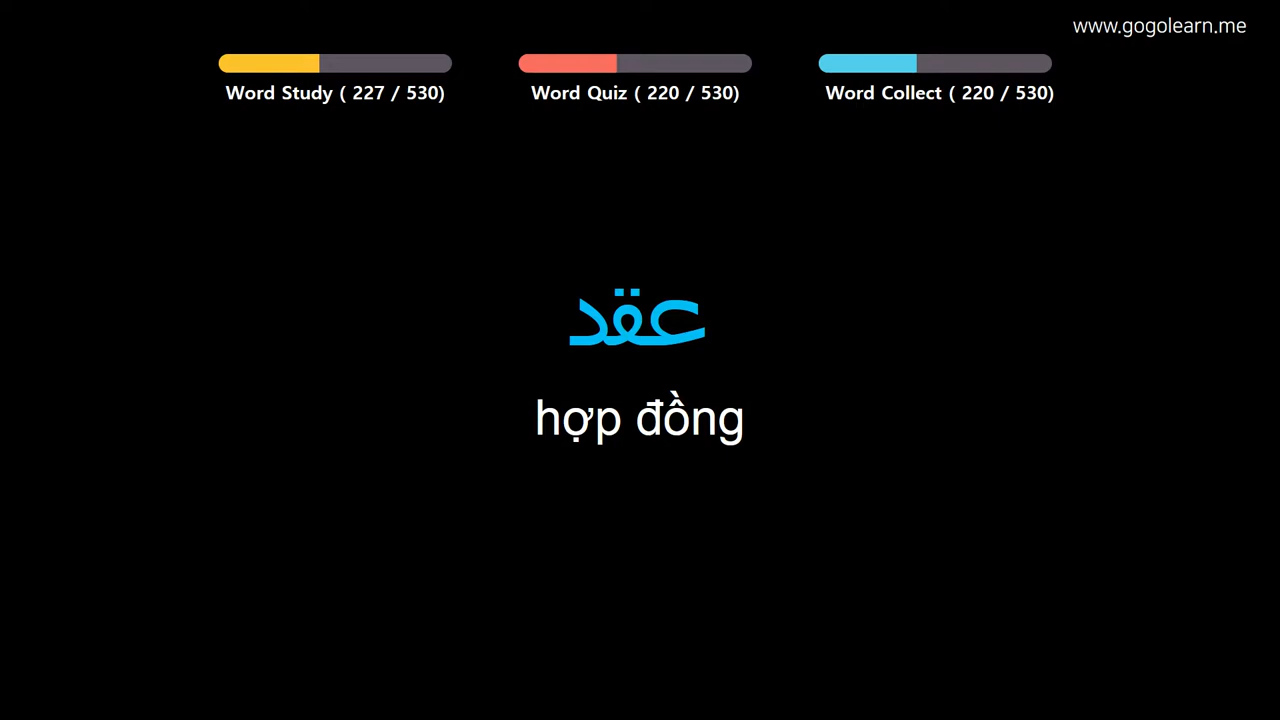 www.gogolearn.me
Word Study ( 227 / 530)
Word Quiz ( 220 / 530)
Word Collect ( 220 / 530)
عقد
hợp đồng